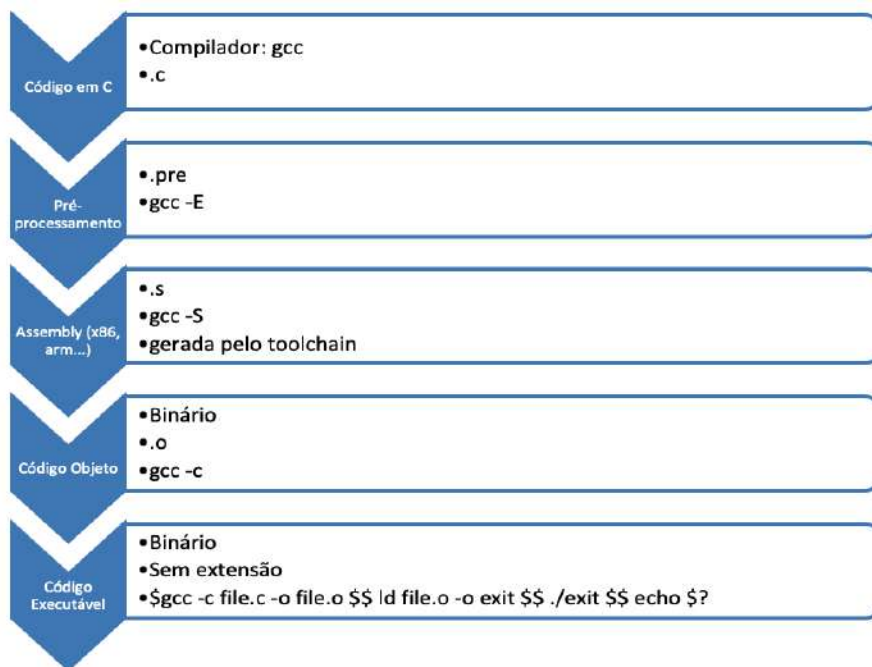 Código em C
•Compilador: gcc
•.c
Pré-
processamento
•.pre
•gcc -E
Assembly (x86,
arm...)
•.s
•gcc -S
•gerada pelo toolchain
Código Objeto
•Binário
•.o
•gcc -c
Código
Executável
•Binário
•Sem extensão
•$gcc -c file.c -o file.o $$ ld file.o -o exit $$ ./exit $$ echo $?